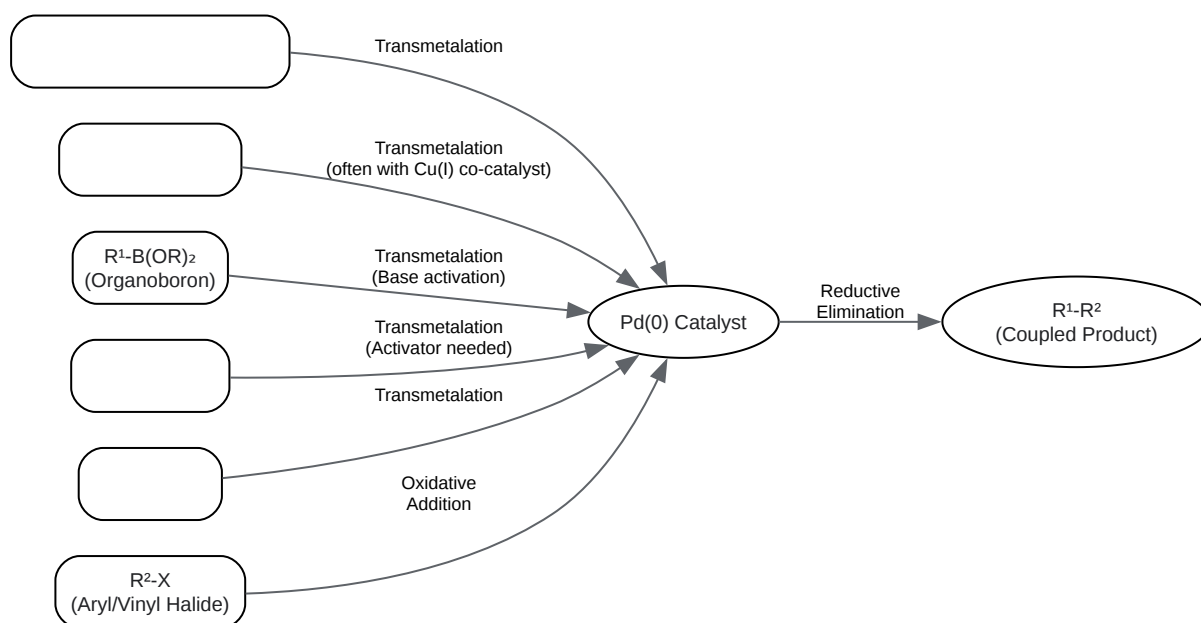 Transmetalation
Transmetalation
(often with Cu(I) co-catalyst)
R¹-B(OR)₂
(Organoboron)
Transmetalation
(Base activation)
Transmetalation
(Activator needed)
Transmetalation
Oxidative
Addition
R²-X
(Aryl/Vinyl Halide)
Pd(0) Catalyst
Reductive
Elimination
R¹-R²
(Coupled Product)